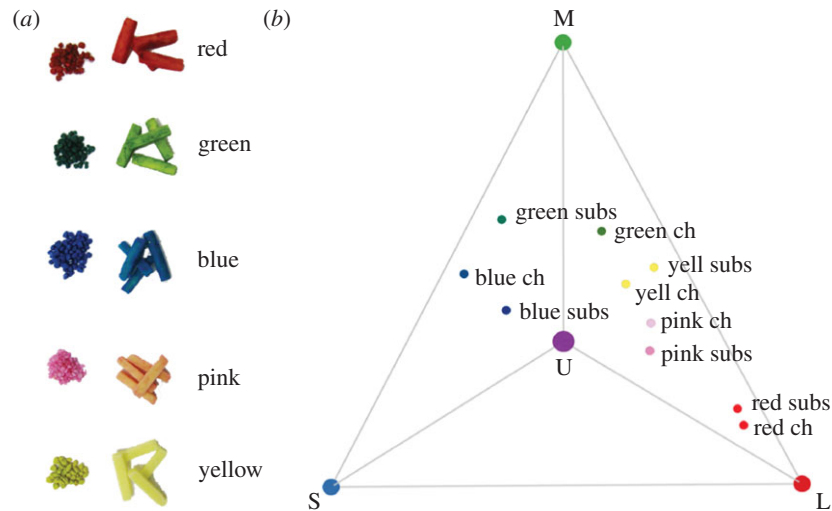 (a)
red
green
blue
pink
yellow
(b)
M
green subs
green ch
yell subs
blue ch
yell ch
blue subs
pink ch
pink subs
U
red subs
red ch
S
L